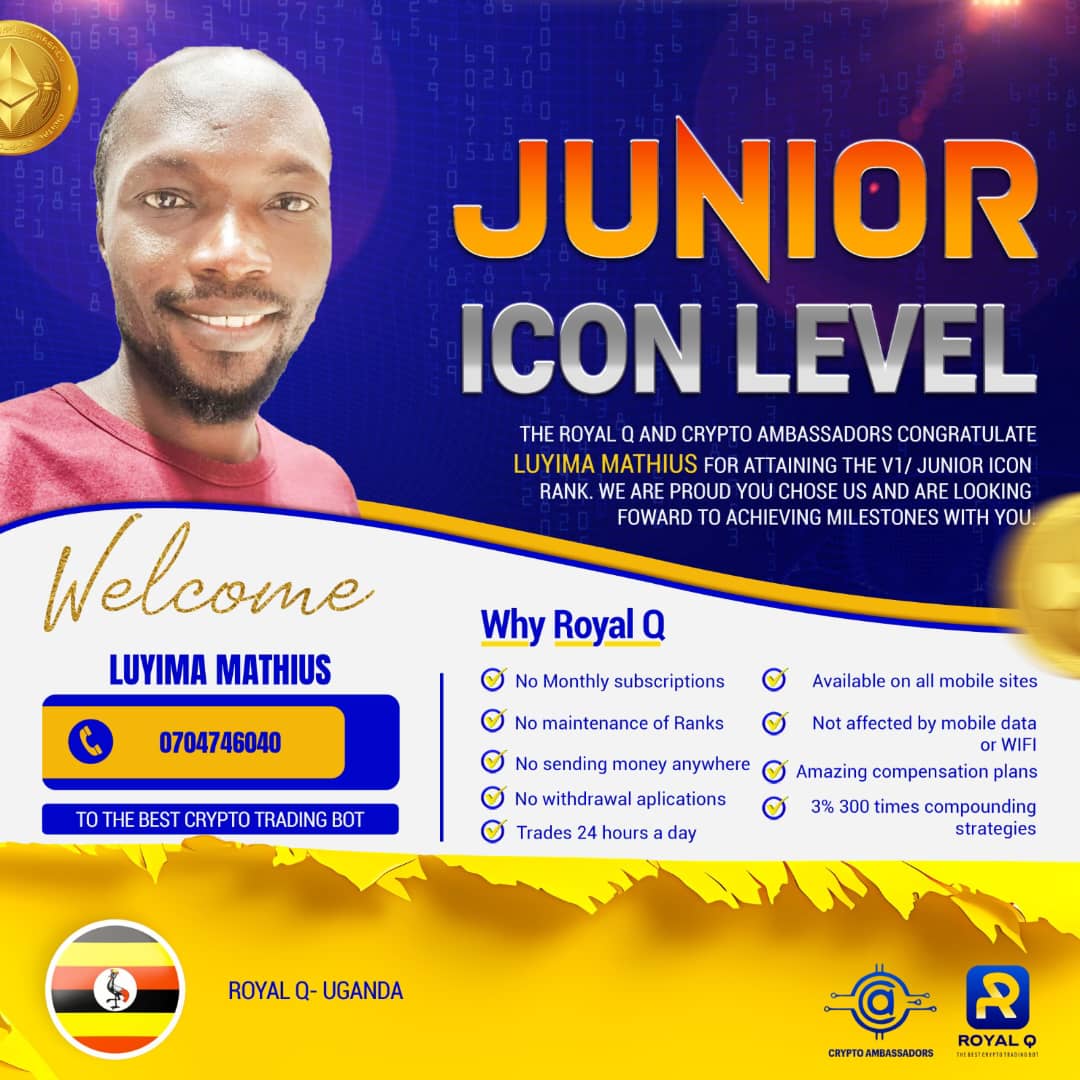 JUNIOR
ICON LEVEL
THE ROYAL Q AND CRYPTO AMBASSADORS CONGRATULATE
LUYIMA MATHIUS FOR ATTAINING THE V1/ JUNIOR ICON
RANK. WE ARE PROUD YOU CHOSE US AND ARE LOOKING
FOWARD TO ACHIEVING MILESTONES WITH YOU.
Welcome
LUYIMA MATHIUS
0704746040
TO THE BEST CRYPTO TRADING BOT
Why Royal Q
No Monthly subscriptions
No maintenance of Ranks
No sending money anywhere
No withdrawal aplications
Trades 24 hours a day
Available on all mobile sites
Not affected by mobile data
or WIFI
Amazing compensation plans
3% 300 times compounding
strategies
ROYAL Q- UGANDA
CRYPTO AMBASSADORS
ROYAL Q
THE BEST CRYPTO TRADING BOT